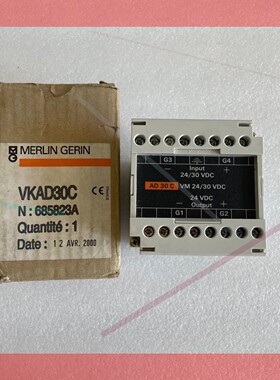 MERLIN GERIN
VKAD30C
N : 685823A
Quantité : 1
Date : 12 AVR. 2000
CE
G3 G4
Input
24/30 VDC
AD 30 C VM 24/30 VDC
24 VDC
G1 G2
- Output +